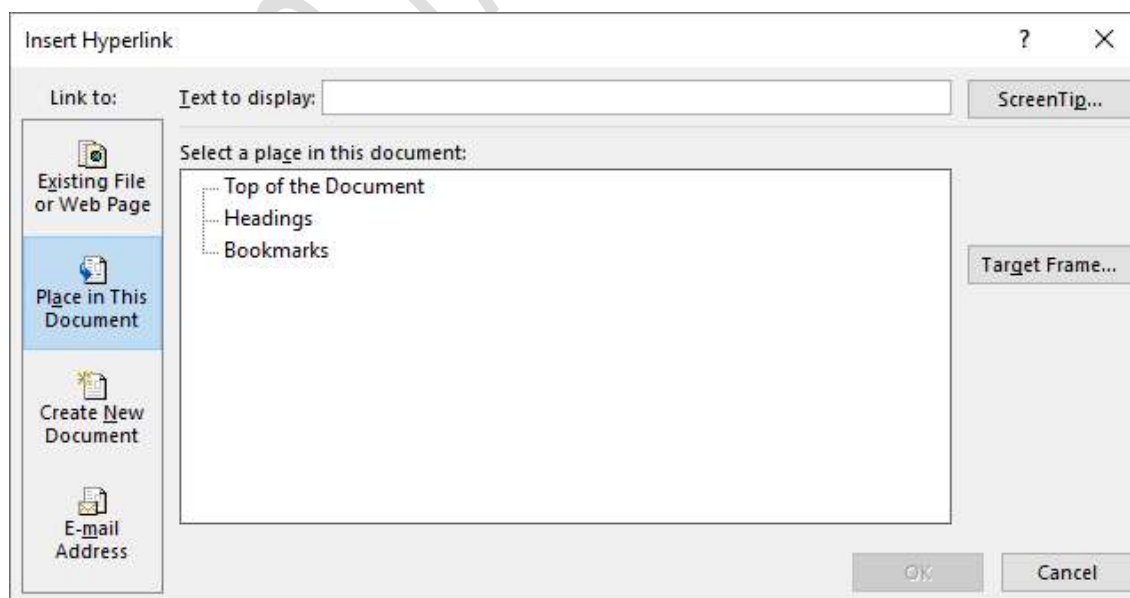 Insert Hyperlink ? X
Link to:
Text to display:
ScreenTip...
Existing File
or Web Page
Place in This
Document
Create New
Document
E-mail
Address
Select a place in this document:
Top of the Document
Headings
Bookmarks
Target Frame...
OK
Cancel